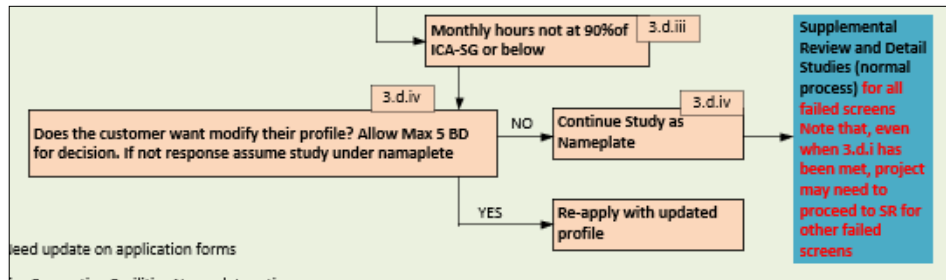 Monthly hours not at 90%of
ICA-SG or below
3.d.iii
3.d.iv
Does the customer want modify their profile? Allow Max 5 BD
for decision. If not response assume study under namaplete
NO
3.d.iv
Continue Study as
Nameplate
YES
Re-apply with updated
profile
Supplemental
Review and Detail
Studies (normal
process) for all
failed screens
Note that, even
when 3.d.i has
been met, project
may need to
proceed to SR for
other failed
screens
update on application forms